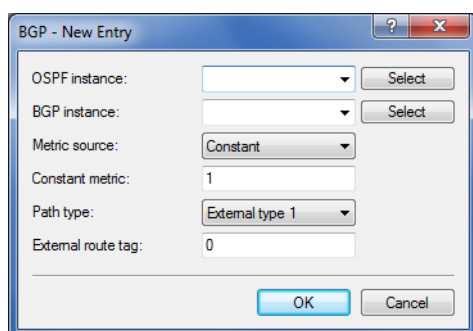 BGP - New Entry
OSPF instance: Select
BGP instance: Select
Metric source: Constant
Constant metric: 1
Path type: External type 1
External route tag: 0
OK Cancel